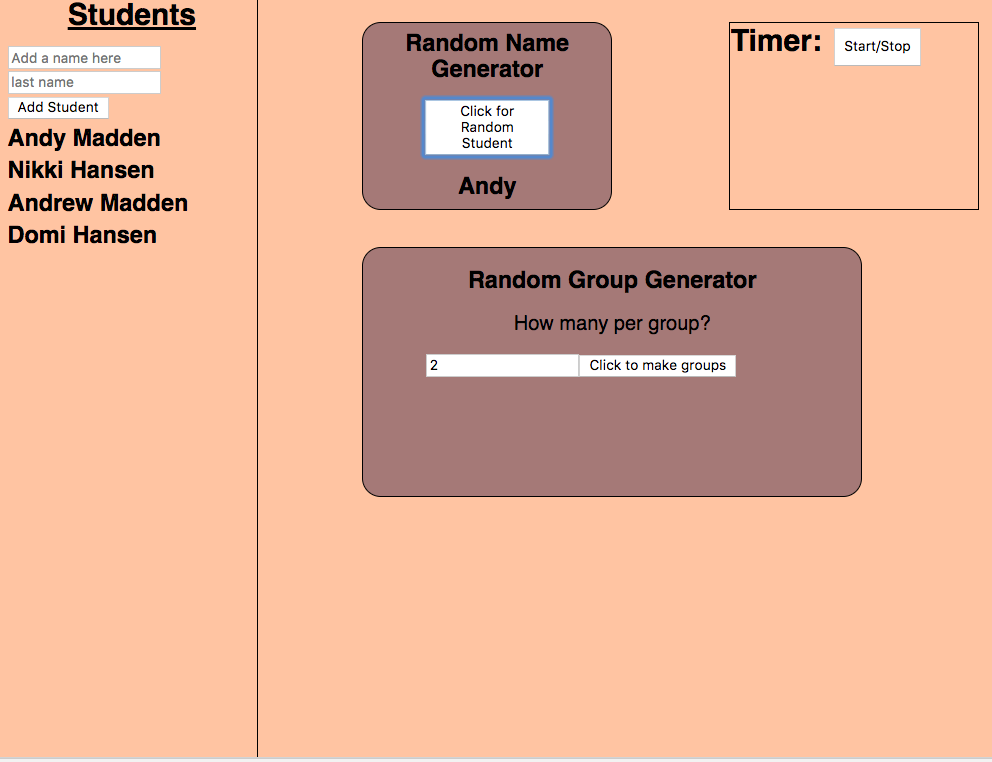 Students
Add a name here
last name
Add Student
Andy Madden
Nikki Hansen
Andrew Madden
Domi Hansen
Random Name
Generator
Click for
Random
Student
Andy
Timer:
Start/Stop
Random Group Generator
How many per group?
2
Click to make groups